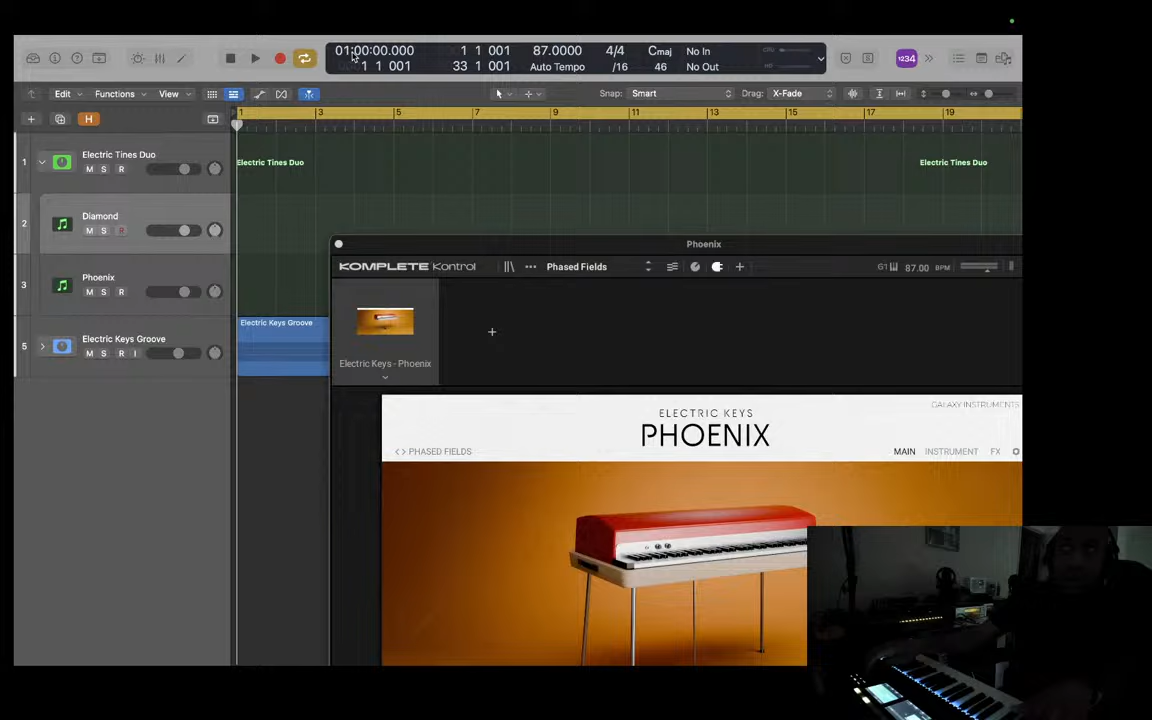 01:00:00.000 1 1 001 87.0000 4/4 Cmaj No In CPU
1 1 001 33 1 001 Auto Tempo /16 46 No Out HD
1234
Edit Functions View Snap: Smart Drag: X-Fade
1 3 5 7 9 11 13 15 17 19
H
1 Electric Tines Duo
M S R
Electric Tines Duo Electric Tines Duo
2 Diamond
M S R
3 Phoenix
M S R
5 Electric Keys Groove
M S R I
Electric Keys Groove
Phoenix
KOMPLETE Kontrol Phased Fields G1 87.00 BPM
Electric Keys - Phoenix
GALAXY INSTRUMENTS
ELECTRIC KEYS
PHOENIX
< > PHASED FIELDS MAIN INSTRUMENT FX